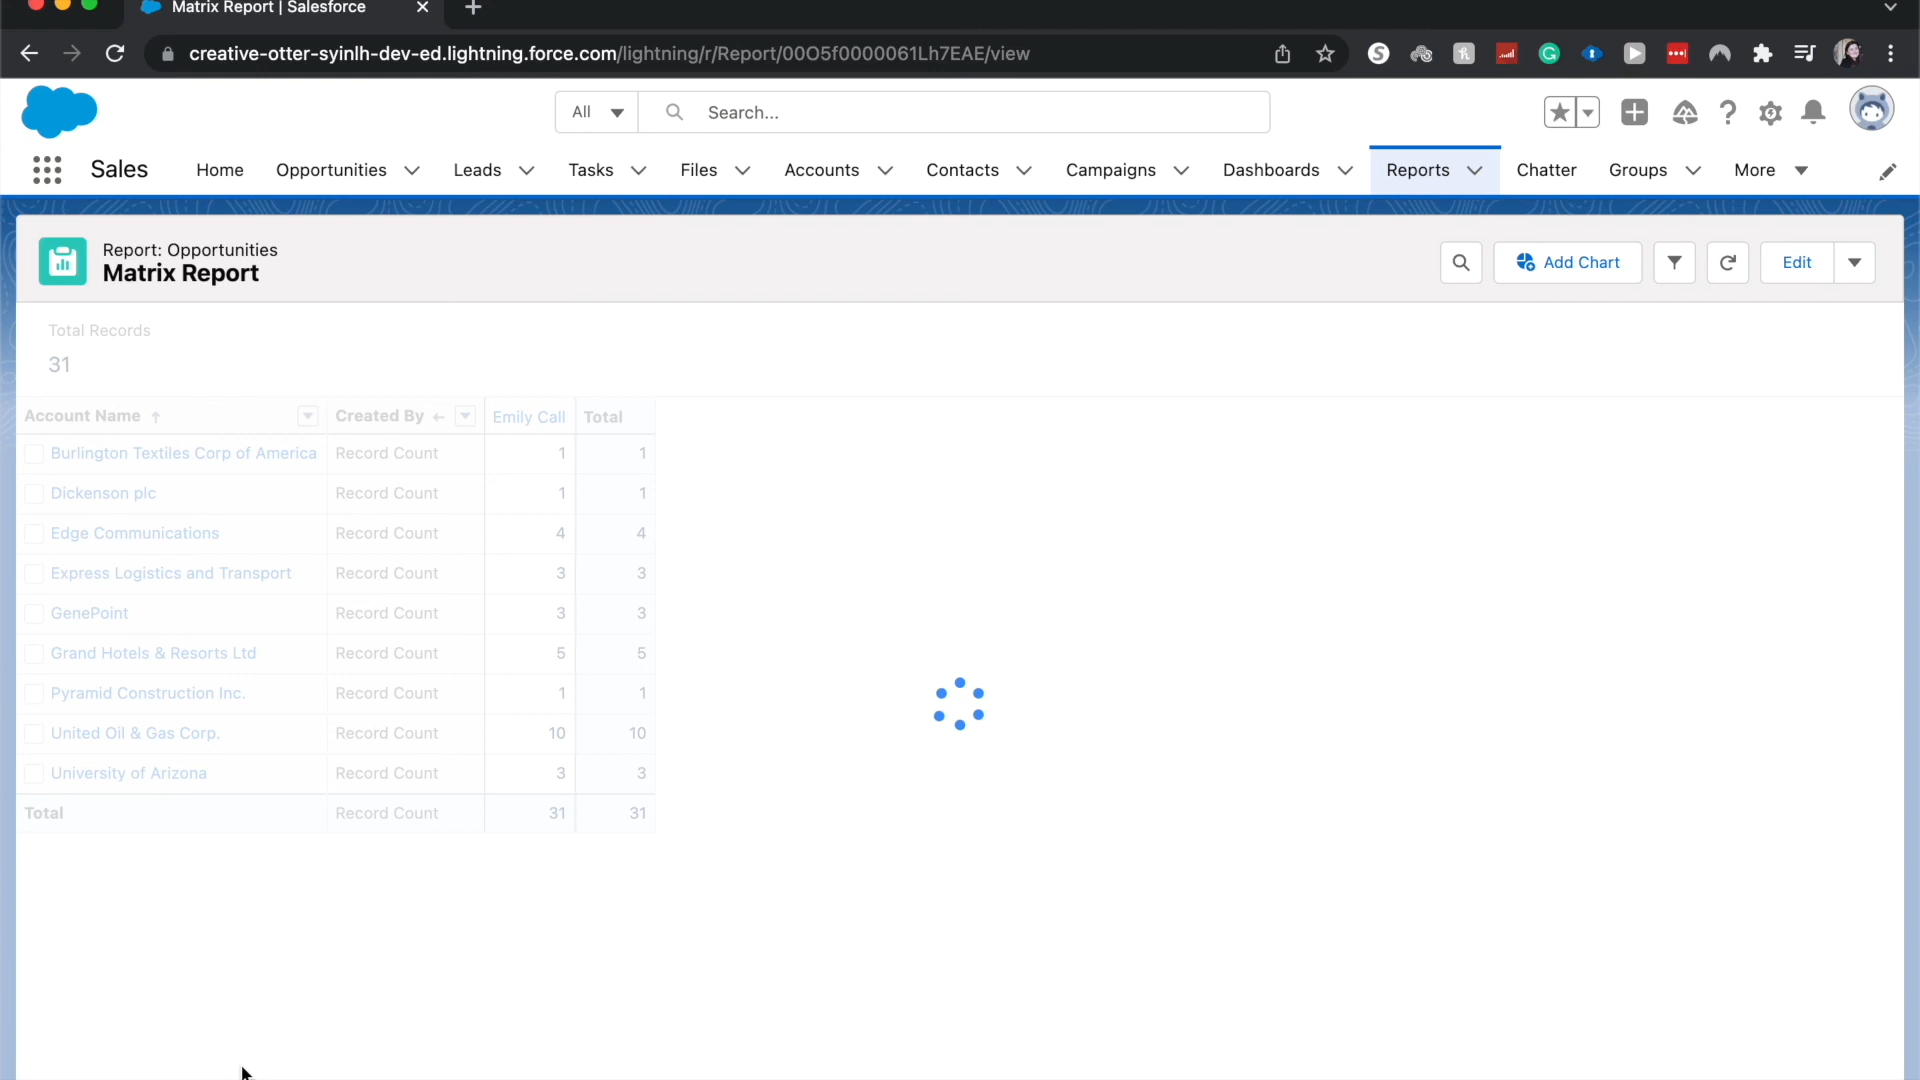 Matrix Report | Salesforce
creative-otter-syinlh-dev-ed.lightning.force.com/lightning/r/Report/00O5f0000061Lh7EAE/view
All Search...
Sales Home Opportunities Leads Tasks Files Accounts Contacts Campaigns Dashboards Reports Chatter Groups More
Report: Opportunities
Matrix Report
Add Chart Edit
Total Records
31
Account Name ↑ Created By ← Emily Call Total
Burlington Textiles Corp of America Record Count 1 1
Dickenson plc Record Count 1 1
Edge Communications Record Count 4 4
Express Logistics and Transport Record Count 3 3
GenePoint Record Count 3 3
Grand Hotels & Resorts Ltd Record Count 5 5
Pyramid Construction Inc. Record Count 1 1
United Oil & Gas Corp. Record Count 10 10
University of Arizona Record Count 3 3
Total Record Count 31 31